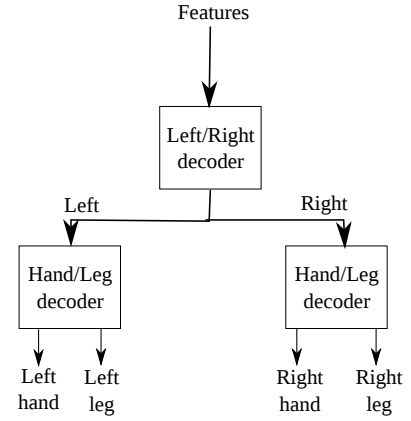 Features
Left/Right
decoder
Left
Right
Hand/Leg
decoder
Hand/Leg
decoder
Left
hand
Left
leg
Right
hand
Right
leg